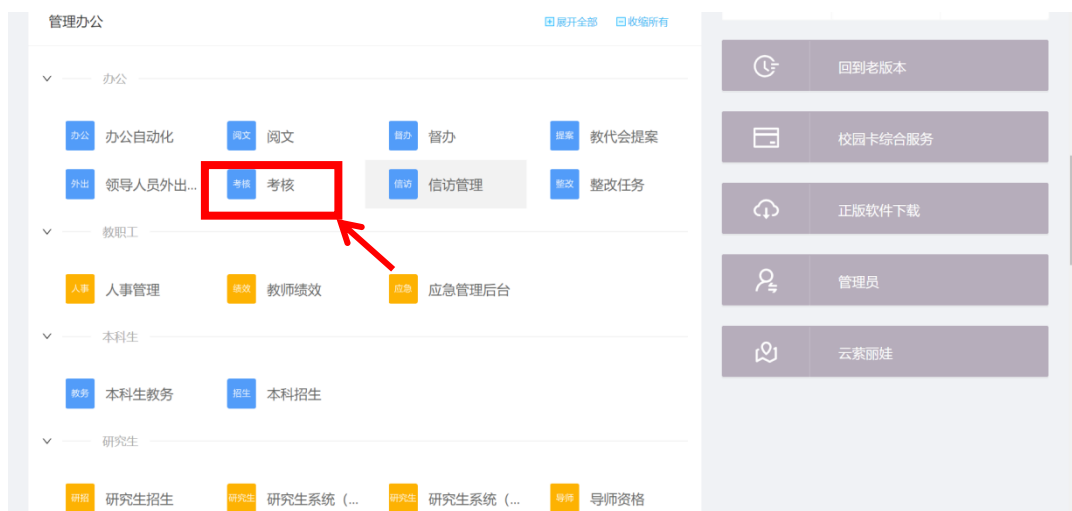 管理办公
展开全部 收缩所有
办公
办公 办公自动化 阅文 阅文 督办 督办 提案 教代会提案
外出 领导人员外出... 考核 考核 信访 信访管理 整改 整改任务
教职工
人事 人事管理 绩效 教师绩效 应急 应急管理后台
本科生
教务 本科生教务 招生 本科招生
研究生
研招 研究生招生 研究生 研究生系统（... 研究生 研究生系统（... 导师 导师资格
回到老版本
校园卡综合服务
正版软件下载
管理员
云紫丽娃